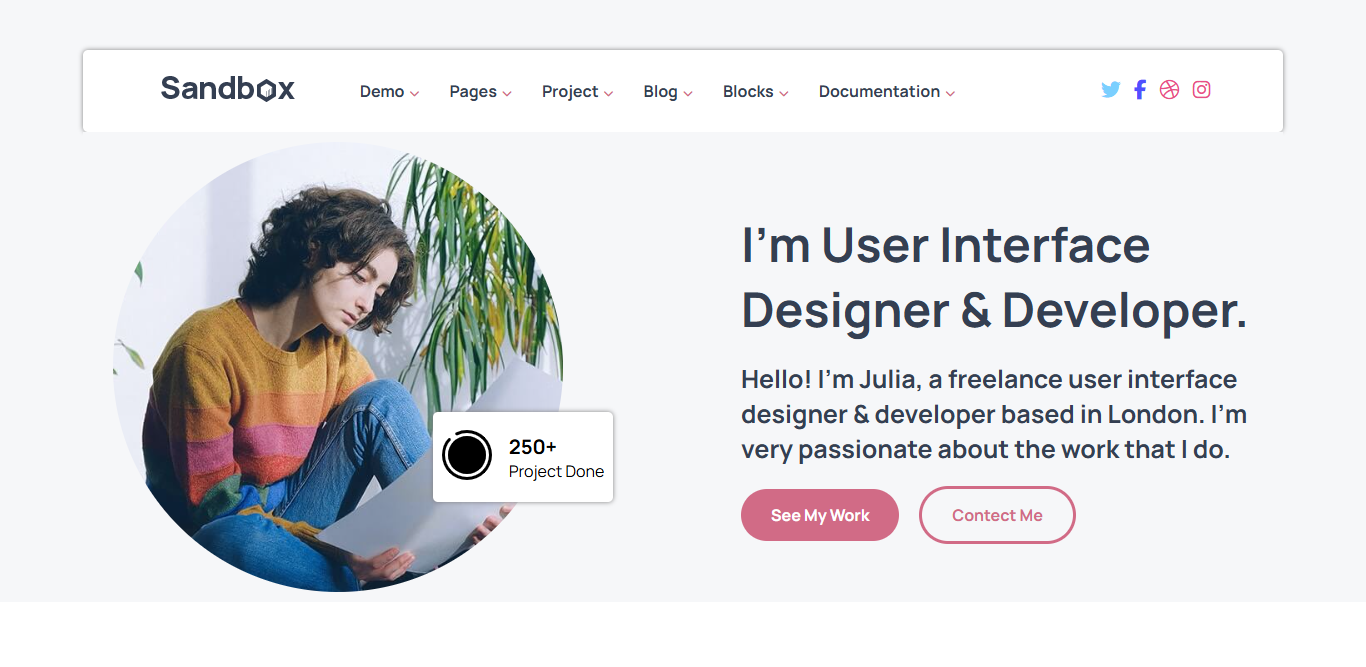 Sandbox
Demo Pages Project Blog Blocks Documentation
I’m User Interface
Designer & Developer.
Hello! I’m Julia, a freelance user interface
designer & developer based in London. I’m
very passionate about the work that I do.
250+
Project Done
See My Work Contect Me